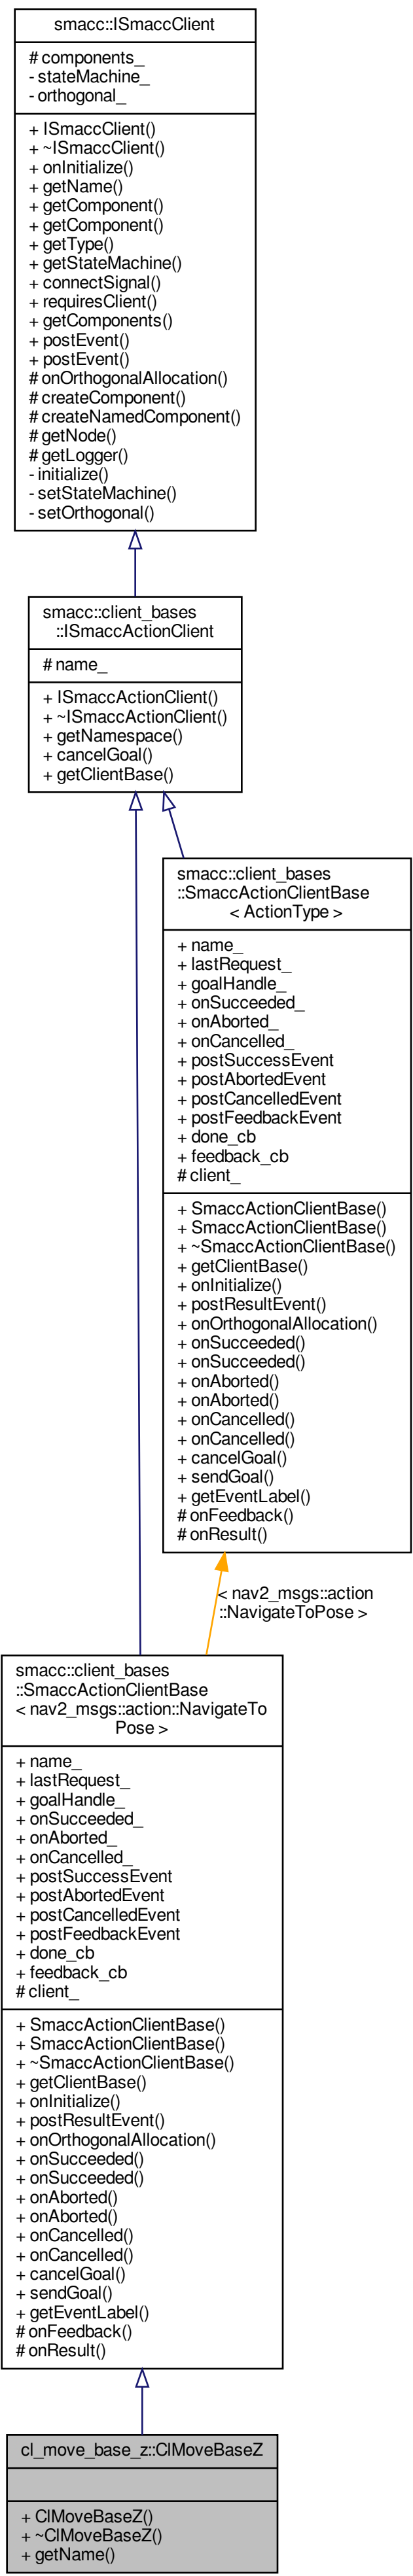 smacc::ISmaccClient
# components_
- stateMachine_
- orthogonal_
+ ISmaccClient()
+ ~ISmaccClient()
+ onInitialize()
+ getName()
+ getComponent()
+ getComponent()
+ getType()
+ getStateMachine()
+ connectSignal()
+ requiresClient()
+ getComponents()
+ postEvent()
+ postEvent()
# onOrthogonalAllocation()
# createComponent()
# createNamedComponent()
# getNode()
# getLogger()
- initialize()
- setStateMachine()
- setOrthogonal()
smacc::client_bases
::ISmaccActionClient
# name_
+ ISmaccActionClient()
+ ~ISmaccActionClient()
+ getNamespace()
+ cancelGoal()
+ getClientBase()
smacc::client_bases
::SmaccActionClientBase
< ActionType >
+ name_
+ lastRequest_
+ goalHandle_
+ onSucceeded_
+ onAborted_
+ onCancelled_
+ postSuccessEvent
+ postAbortedEvent
+ postCancelledEvent
+ postFeedbackEvent
+ done_cb
+ feedback_cb
# client_
+ SmaccActionClientBase()
+ SmaccActionClientBase()
+ ~SmaccActionClientBase()
+ getClientBase()
+ onInitialize()
+ postResultEvent()
+ onOrthogonalAllocation()
+ onSucceeded()
+ onSucceeded()
+ onAborted()
+ onAborted()
+ onCancelled()
+ onCancelled()
+ cancelGoal()
+ sendGoal()
+ getEventLabel()
# onFeedback()
# onResult()
< nav2_msgs::action
::NavigateToPose >
smacc::client_bases
::SmaccActionClientBase
< nav2_msgs::action::NavigateTo
Pose >
+ name_
+ lastRequest_
+ goalHandle_
+ onSucceeded_
+ onAborted_
+ onCancelled_
+ postSuccessEvent
+ postAbortedEvent
+ postCancelledEvent
+ postFeedbackEvent
+ done_cb
+ feedback_cb
# client_
+ SmaccActionClientBase()
+ SmaccActionClientBase()
+ ~SmaccActionClientBase()
+ getClientBase()
+ onInitialize()
+ postResultEvent()
+ onOrthogonalAllocation()
+ onSucceeded()
+ onSucceeded()
+ onAborted()
+ onAborted()
+ onCancelled()
+ onCancelled()
+ cancelGoal()
+ sendGoal()
+ getEventLabel()
# onFeedback()
# onResult()
cl_move_base_z::ClMoveBaseZ
+ ClMoveBaseZ()
+ ~ClMoveBaseZ()
+ getName()